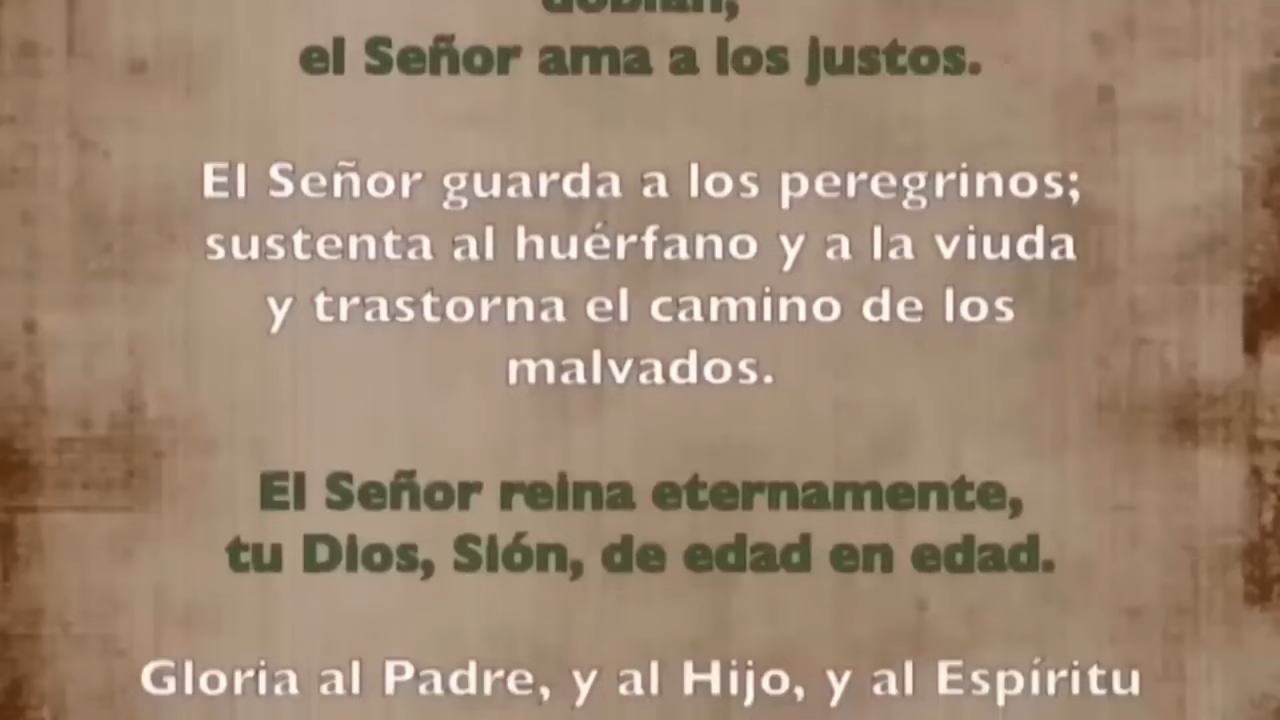 el Señor ama a los justos.
El Señor guarda a los peregrinos;
sustenta al huérfano y a la viuda
y trastorna el camino de los
malvados.
El Señor reina eternamente,
tu Dios, Sión, de edad en edad.
Gloria al Padre, y al Hijo, y al Espíritu